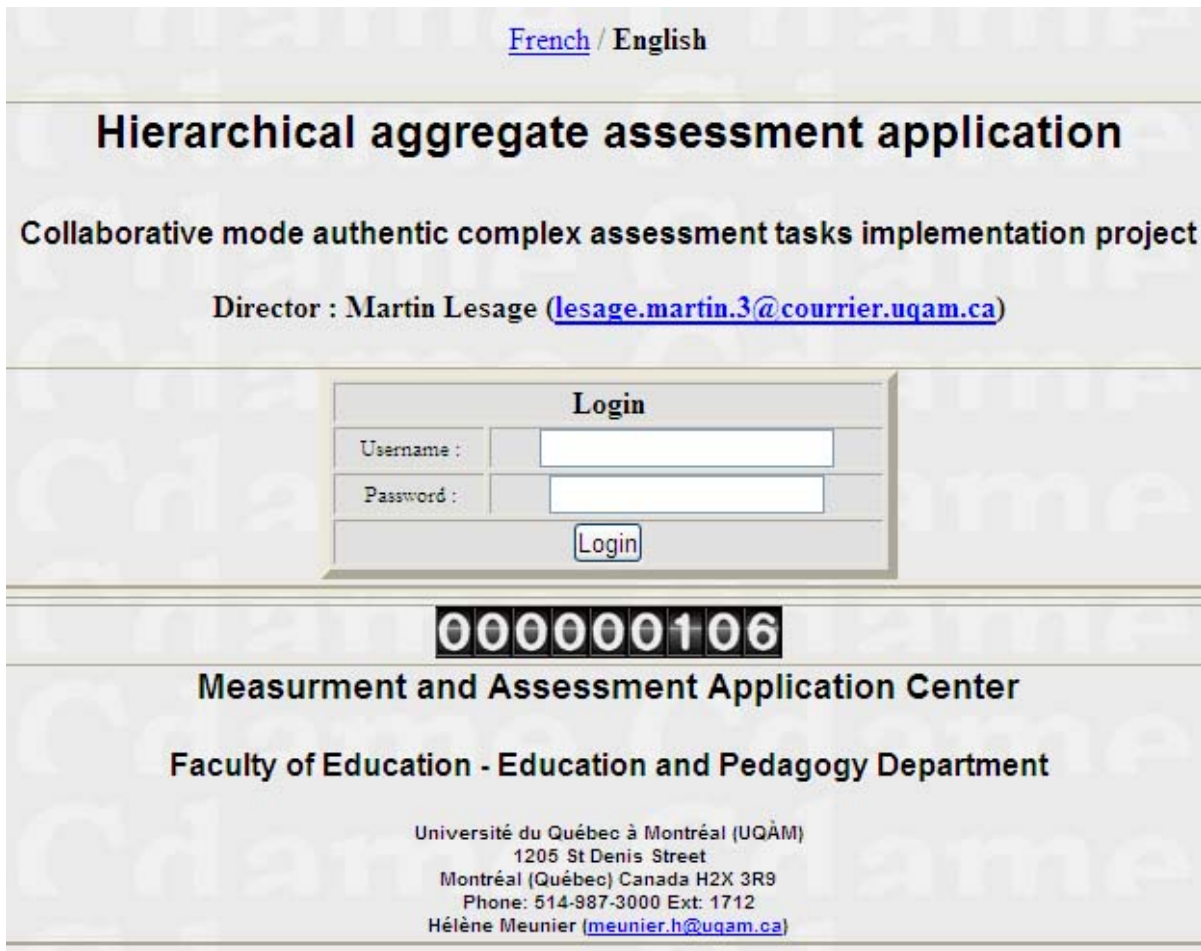 French / English
Hierarchical aggregate assessment application
Collaborative mode authentic complex assessment tasks implementation project
Director : Martin Lesage (lesage.martin.3@courrier.uqam.ca)
Login
Username :
Password :
Login
000000106
Measurment and Assessment Application Center
Faculty of Education - Education and Pedagogy Department
Université du Québec à Montréal (UQÀM)
1205 St Denis Street
Montréal (Québec) Canada H2X 3R9
Phone: 514-987-3000 Ext: 1712
Hélène Meunier (meunier.h@uqam.ca)